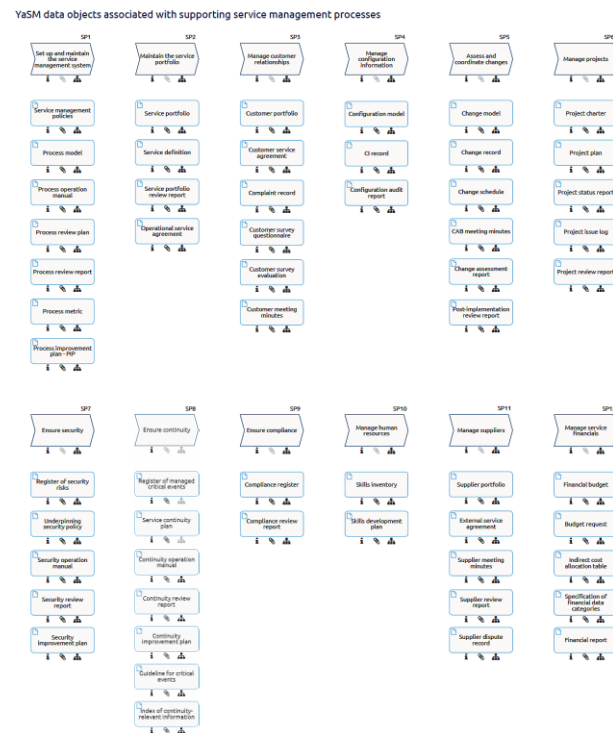 YaSM data objects associated with supporting service management processes
SP1
Set up and maintain
the service
management system
Service management
policies
Process model
Process operation
manual
Process review plan
Process review report
Process metric
Process improvement
plan - PIP
SP2
Maintain the service
portfolio
Service portfolio
Service definition
Service portfolio
review report
Operational service
agreement
SP3
Manage customer
relationships
Customer portfolio
Customer service
agreement
Complaint record
Customer survey
questionnaire
Customer survey
evaluation
Customer meeting
minutes
SP4
Manage
configuration
information
Configuration model
CI record
Configuration audit
report
SP5
Assess and
coordinate changes
Change model
Change record
Change schedule
CAB meeting minutes
Change assessment
report
Post-implementation
review report
SP6
Manage projects
Project charter
Project plan
Project status report
Project issue log
Project review report
SP7
Ensure security
Register of security
risks
Underpinning
security policy
Security operation
manual
Security review
report
Security
improvement plan
SP8
Ensure continuity
Register of managed
critical events
Service continuity
plan
Continuity operation
manual
Continuity review
report
Continuity
improvement plan
Guideline for critical
events
Index of continuity-
relevant information
SP9
Ensure compliance
Compliance register
Compliance review
report
SP10
Manage human
resources
Skills inventory
Skills development
plan
SP11
Manage suppliers
Supplier portfolio
External service
agreement
Supplier meeting
minutes
Supplier review
report
Supplier dispute
record
Manage service
financials
Financial budget
Budget request
Indirect cost
allocation table
Specification of
financial data
categories
Financial report